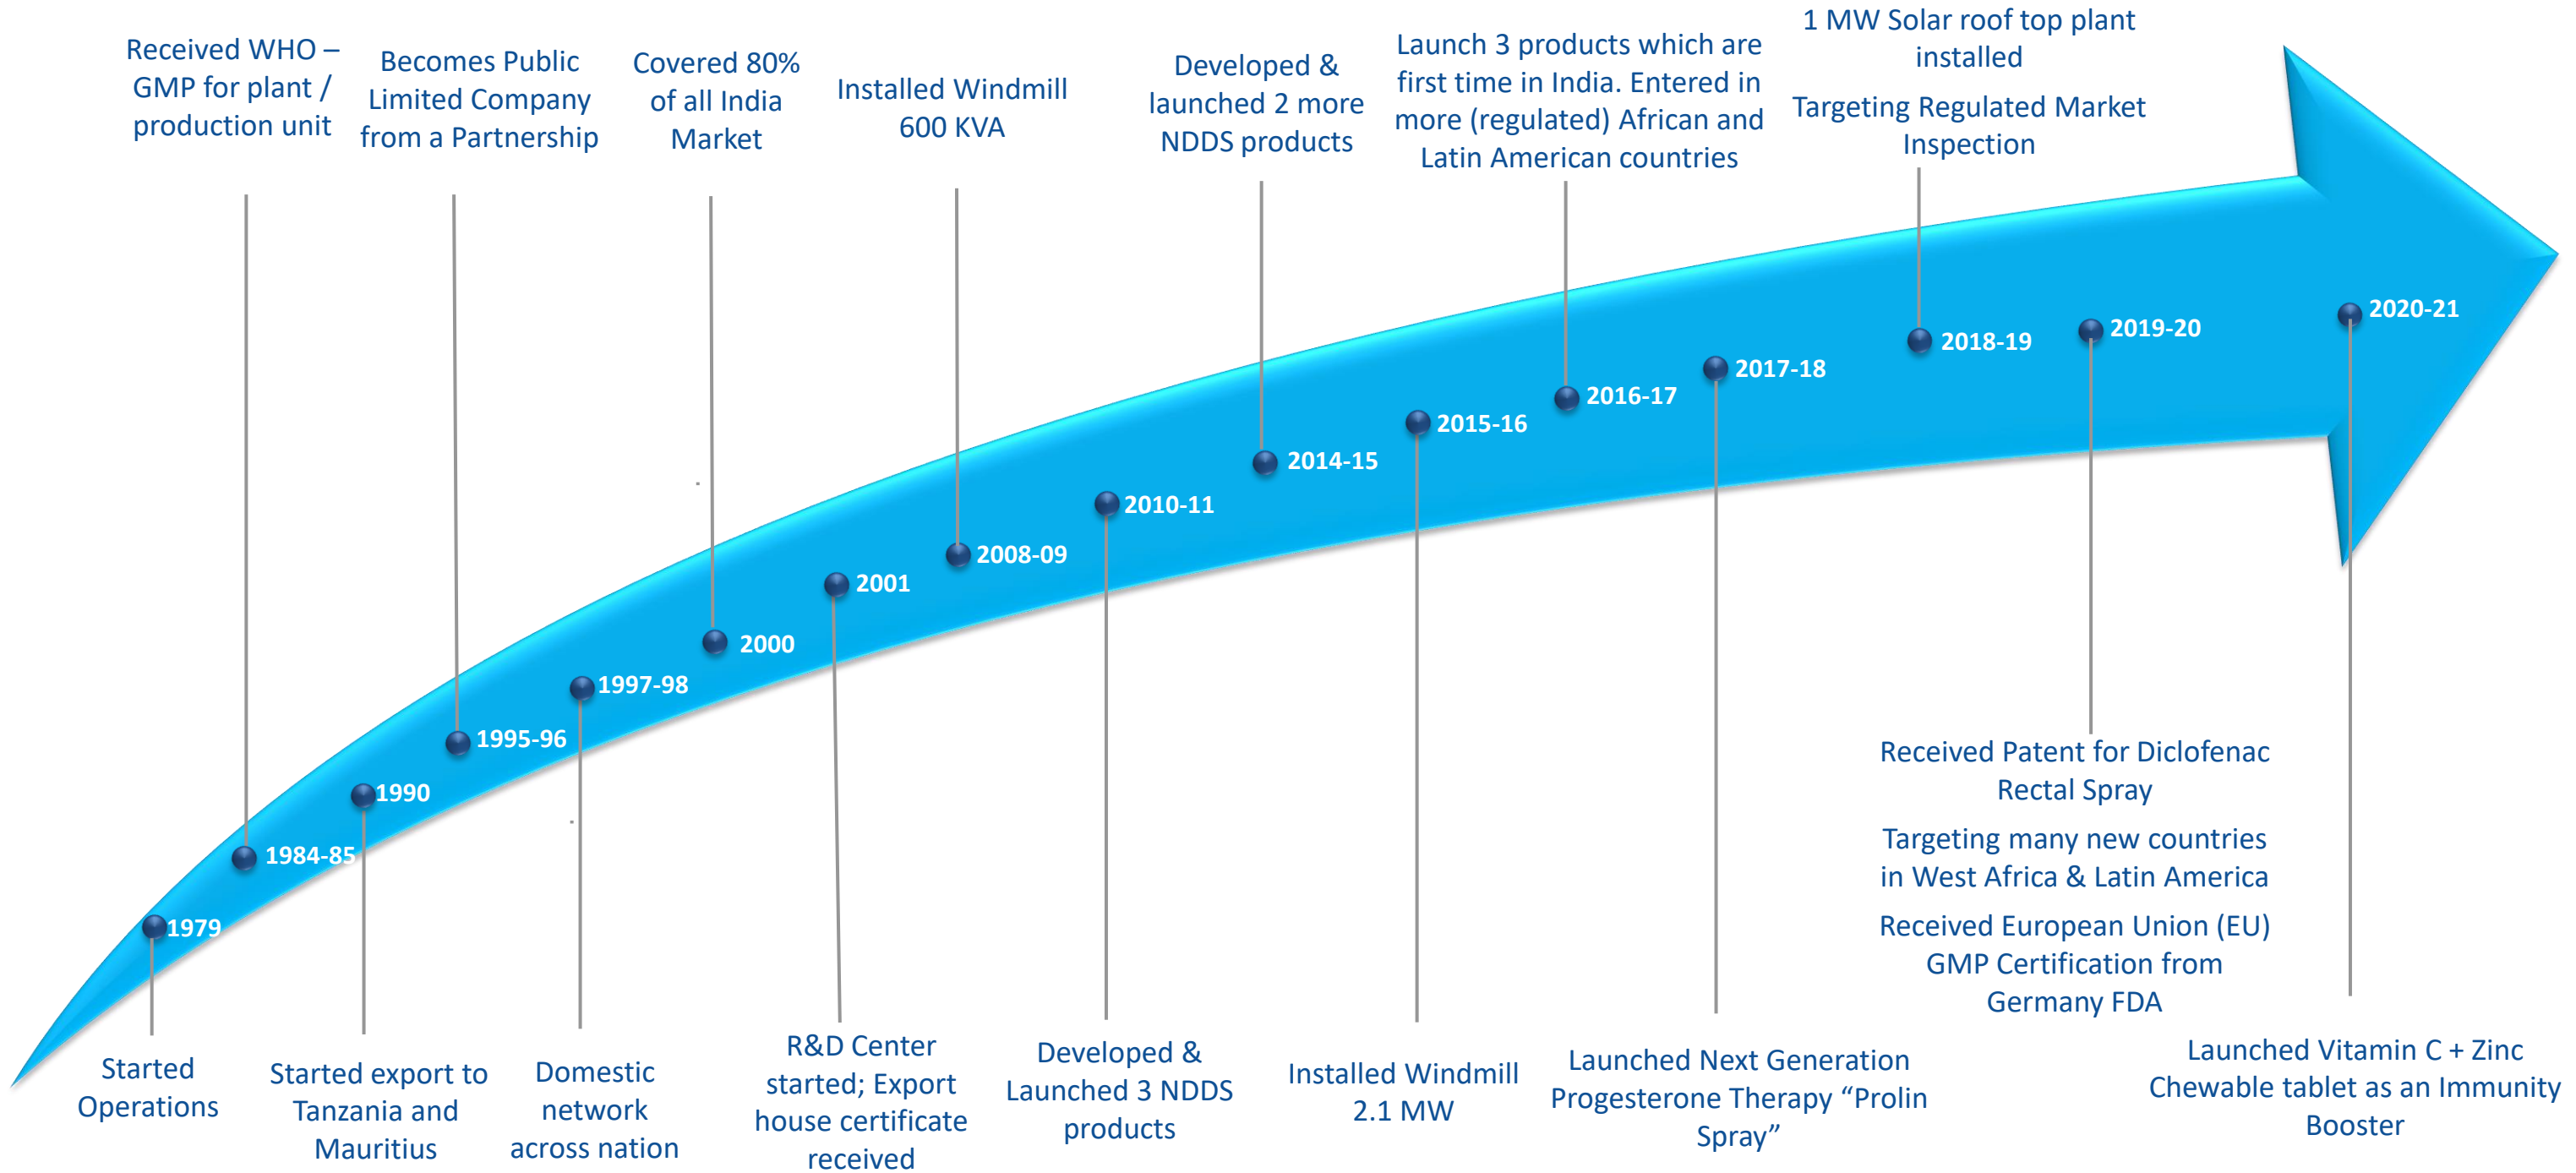 Received WHO –
GMP for plant /
production unit
Becomes Public
Limited Company
from a Partnership
Covered 80%
of all India
Market
Installed Windmill
600 KVA
Developed &
launched 2 more
NDDS products
Launch 3 products which are
first time in India. Entered in
more (regulated) African and
Latin American countries
1 MW Solar roof top plant
installed
Targeting Regulated Market
Inspection
1979
1984-85
1990
1995-96
1997-98
2000
2001
2008-09
2010-11
2014-15
2015-16
2016-17
2017-18
2018-19
2019-20
2020-21
Started
Operations
Started export to
Tanzania and
Mauritius
Domestic
network
across nation
R&D Center
started; Export
house certificate
received
Developed &
Launched 3 NDDS
products
Installed Windmill
2.1 MW
Launched Next Generation
Progesterone Therapy “Prolin
Spray”
Received Patent for Diclofenac
Rectal Spray
Targeting many new countries
in West Africa & Latin America
Received European Union (EU)
GMP Certification from
Germany FDA
Launched Vitamin C + Zinc
Chewable tablet as an Immunity
Booster